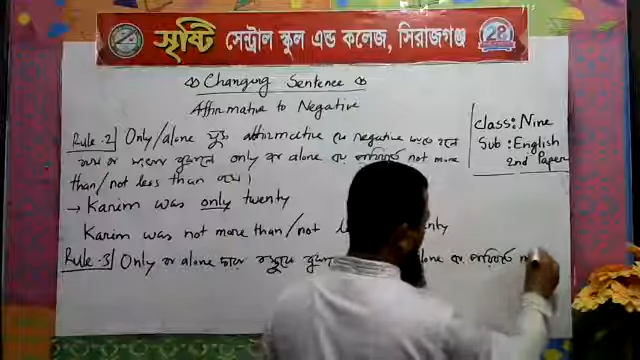 সৃষ্টি সেন্ট্রাল স্কুল এন্ড কলেজ, সিরাজগঞ্জ
Changing Sentence
Affirmative to Negative
Class: Nine
Sub : English
2nd Paper
Rule-2 Only/alone যুক্ত affirmative কে negative করতে হলে
বয়স বা সংখ্যা বুঝালে only বা alone এর পরিবর্তে not more
than/not less than বসে।
→ Karim was only twenty
Karim was not more than/not twenty
Rule-3 Only বা alone দ্বারা alone এর পরিবর্তে